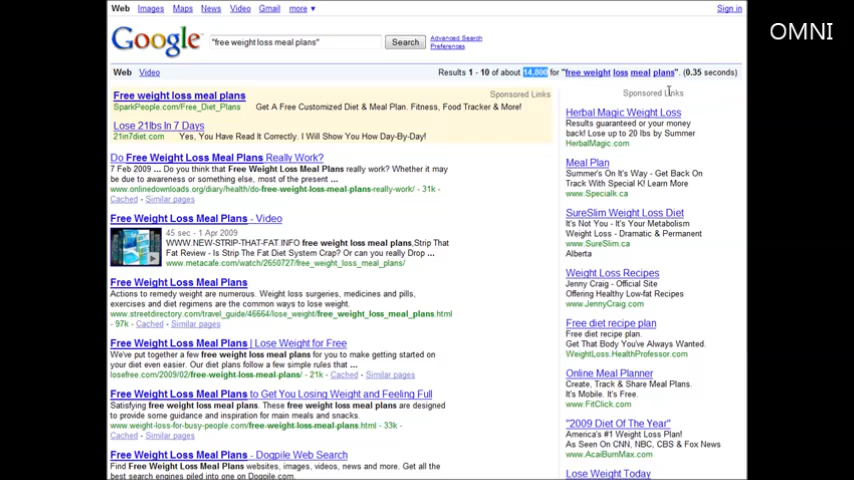 Web Images Maps News Video Gmail more ▼ Sign in
OMNI
Google "free weight loss meal plans" Search Advanced Search
Preferences
Web Video Results 1 - 10 of about 14,800 for "free weight loss meal plans". (0.35 seconds)
Free weight loss meal plans Sponsored Links
SparkPeople.com/Free_Diet_Plans Get A Free Customized Diet & Meal Plan. Fitness, Food Tracker & More!
Lose 21lbs In 7 Days
21in7diet.com Yes, You Have Read It Correctly. I Will Show You How Day-By-Day!
Do Free Weight Loss Meal Plans Really Work?
7 Feb 2009 ... Do you think that Free Weight Loss Meal Plans really work? Whether it may
be due to awareness or something else, most of the present ...
www.onlinedownloads.org/diary/health/do-free-weight-loss-meal-plans-really-work/ - 31k -
Cached - Similar pages
Free Weight Loss Meal Plans - Video
45 sec - 1 Apr 2009
WWW.NEW-STRIP-THAT-FAT.INFO free weight loss meal plans,Strip That
Fat Review - Is Strip The Fat Diet System Crap? Or can you really Drop ...
www.metacafe.com/watch/2650727/free_weight_loss_meal_plans/
Free Weight Loss Meal Plans
Actions to remedy weight are numerous. Weight loss surgeries, medicines and pills,
exercises and diet regimens are the common ways to lose weight.
www.streetdirectory.com/travel_guide/46664/lose_weight/free_weight_loss_meal_plans.html
- 97k - Cached - Similar pages
Free Weight Loss Meal Plans | Lose Weight for Free
We've put together a few free weight loss meal plans for you to make getting started on
your diet even easier. Our diet plans follow a few simple rules that ...
losefree.com/2009/02/free-weight-loss-meal-plans/ - 21k - Cached - Similar pages
Free Weight Loss Meal Plans to Get You Losing Weight and Feeling Full
Satisfying free weight loss meal plans. These free weight loss meal plans are designed
to provide some guidance and inspiration for main meals and snacks.
www.weight-loss-for-busy-people.com/free-weight-loss-meal-plans.html - 33k -
Cached - Similar pages
Free Weight Loss Meal Plans - Dogpile Web Search
Find Free Weight Loss Meal Plans websites, images, videos, news and more. Get all the
best search engines piled into one on Dogpile.com.
Sponsored Links
Herbal Magic Weight Loss
Results guaranteed or your money
back! Lose up to 20 lbs by Summer
HerbalMagic.com
Meal Plan
Summer's On It's Way - Get Back On
Track With Special K! Learn More
www.Specialk.ca
SureSlim Weight Loss Diet
It's Not You - It's Your Metabolism
Weight Loss - Dramatic & Permanent
www.SureSlim.ca
Alberta
Weight Loss Recipes
Jenny Craig - Official Site
Offering Healthy Low-fat Recipes
www.JennyCraig.com
Free diet recipe plan
Free diet recipe plan.
Get That Body You've Always Wanted.
WeightLoss.HealthProfessor.com
Online Meal Planner
Create, Track & Share Meal Plans.
It's Mobile. It's Free.
www.FitClick.com
"2009 Diet Of The Year"
America's #1 Weight Loss Plan!
As Seen On CNN, NBC, CBS & Fox News
www.AcaiBurnMax.com
Lose Weight Today